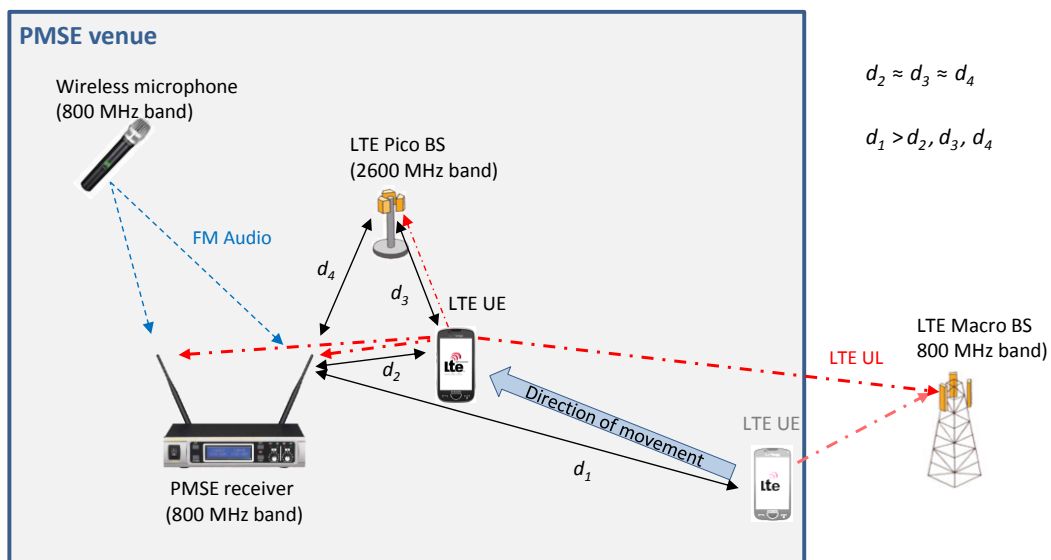 PMSE venue
Wireless microphone
(800 MHz band)
LTE Pico BS
(2600 MHz band)
d2 ≈ d3 ≈ d4
d1 > d2, d3, d4
FM Audio
d4
d3
LTE UE
LTE Macro BS
800 MHz band)
LTE UL
d2
Lte
Direction of movement
LTE UE
d1
Lte
PMSE receiver
(800 MHz band)